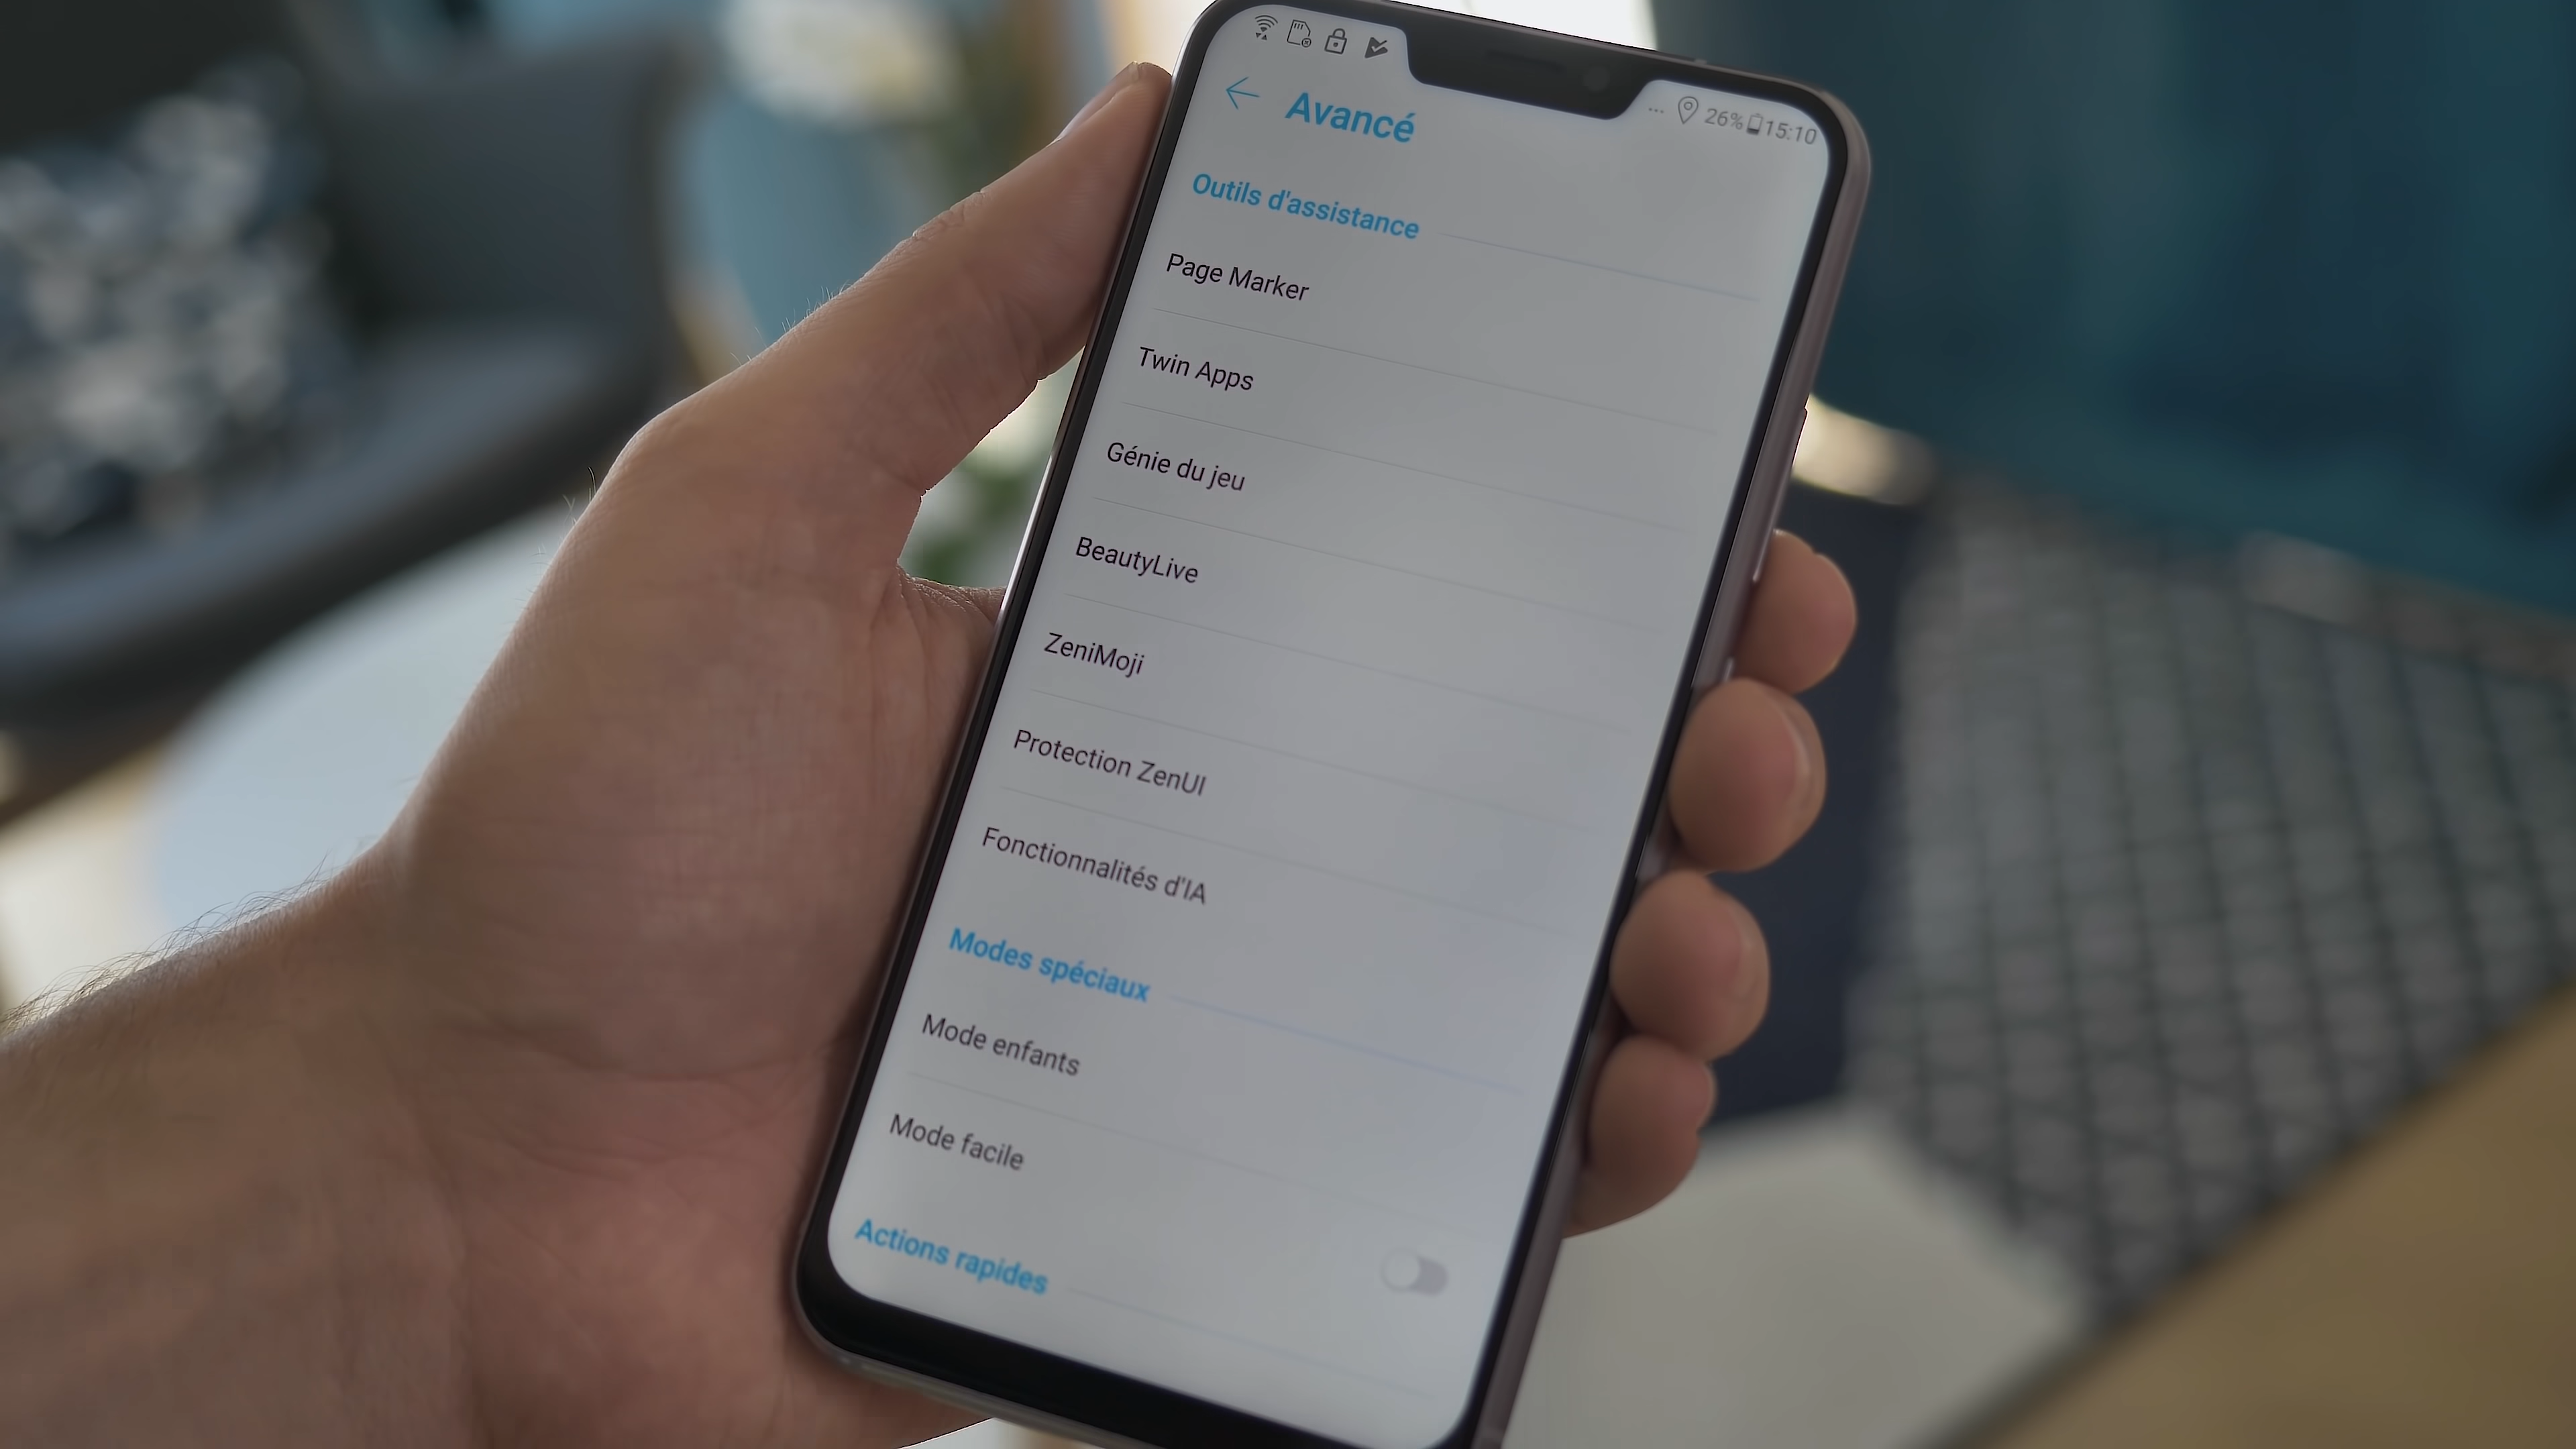 ... 26% 15:10
Avancé
Outils d'assistance
Page Marker
Twin Apps
Génie du jeu
BeautyLive
ZeniMoji
Protection ZenUI
Fonctionnalités d'IA
Modes spéciaux
Mode enfants
Mode facile
Actions rapides